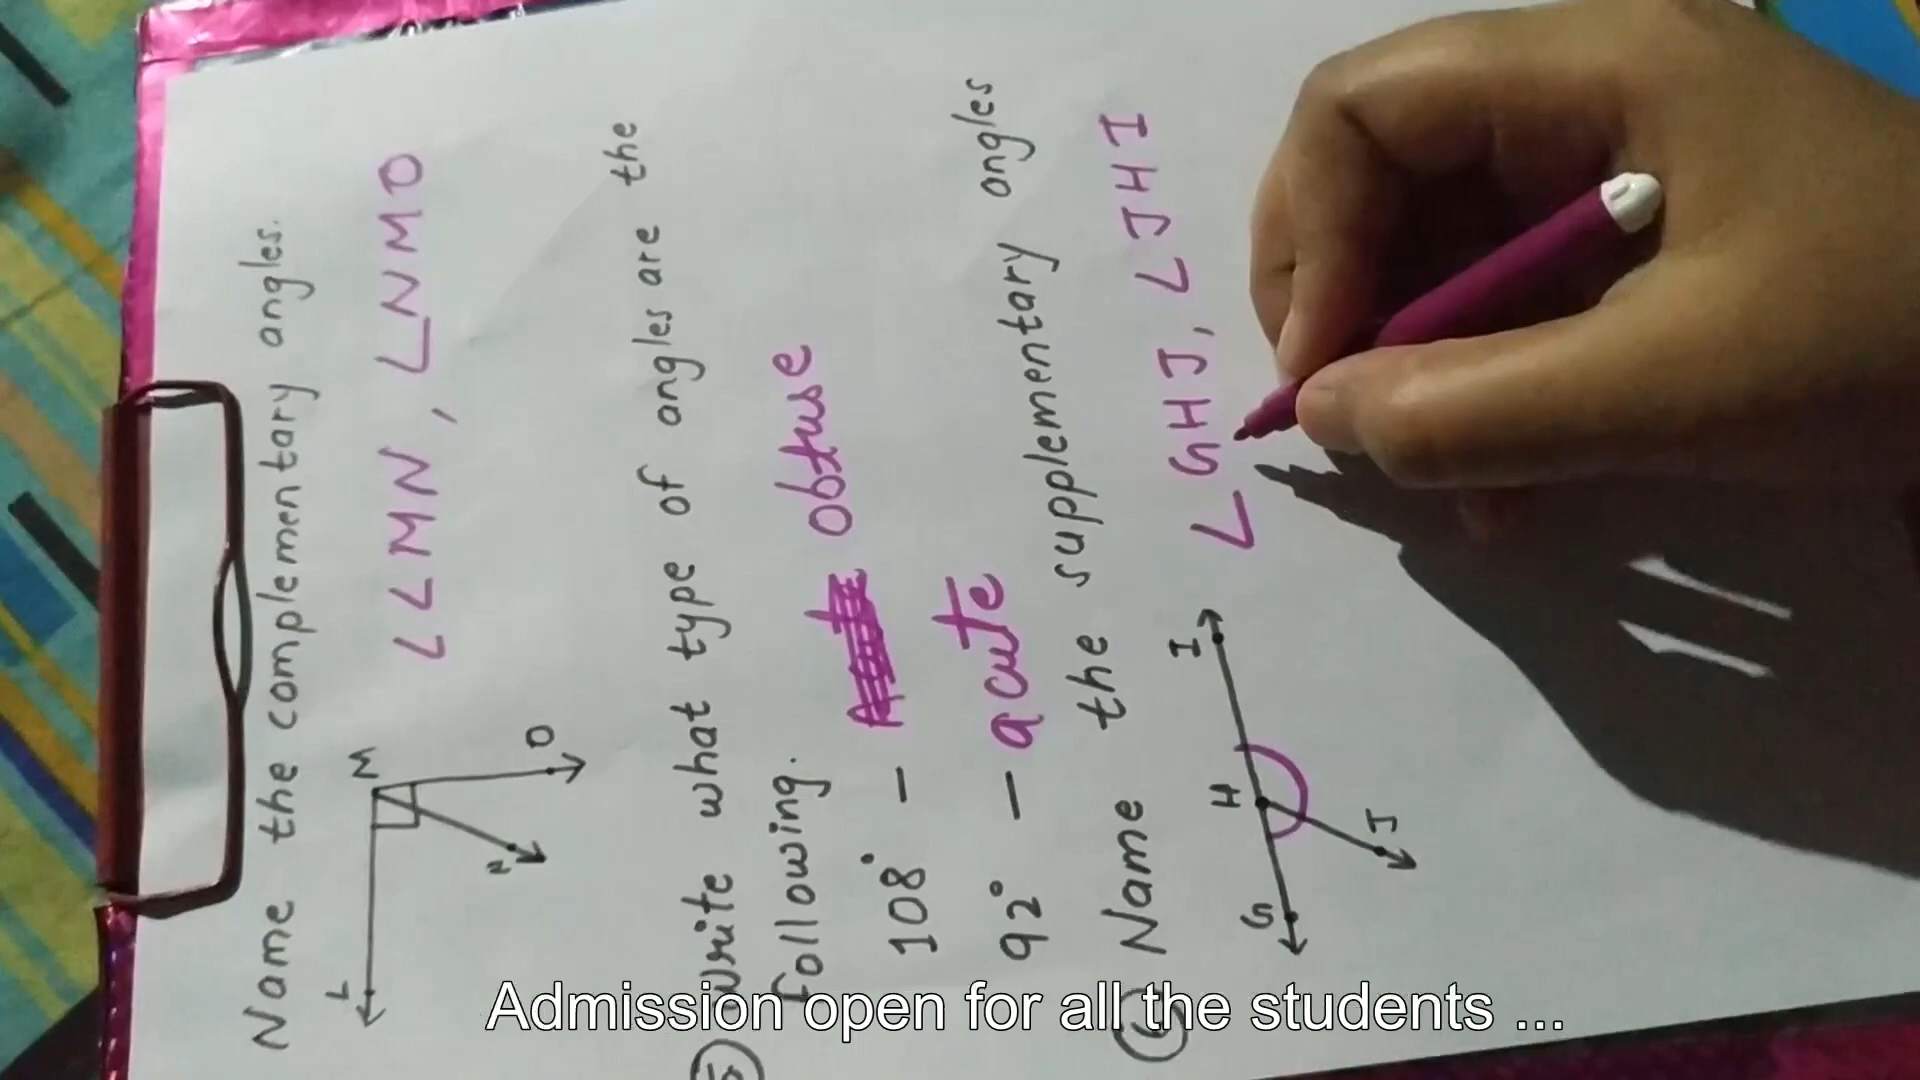 Name the complementary angles.
L M N O
∠LMN, ∠NMO
5 Write what type of angles are the
following.
108° - obtuse
92° - acute
6 Name the supplementary angles
G H I J
∠GHJ, ∠JHI
Admission open for all the students ...